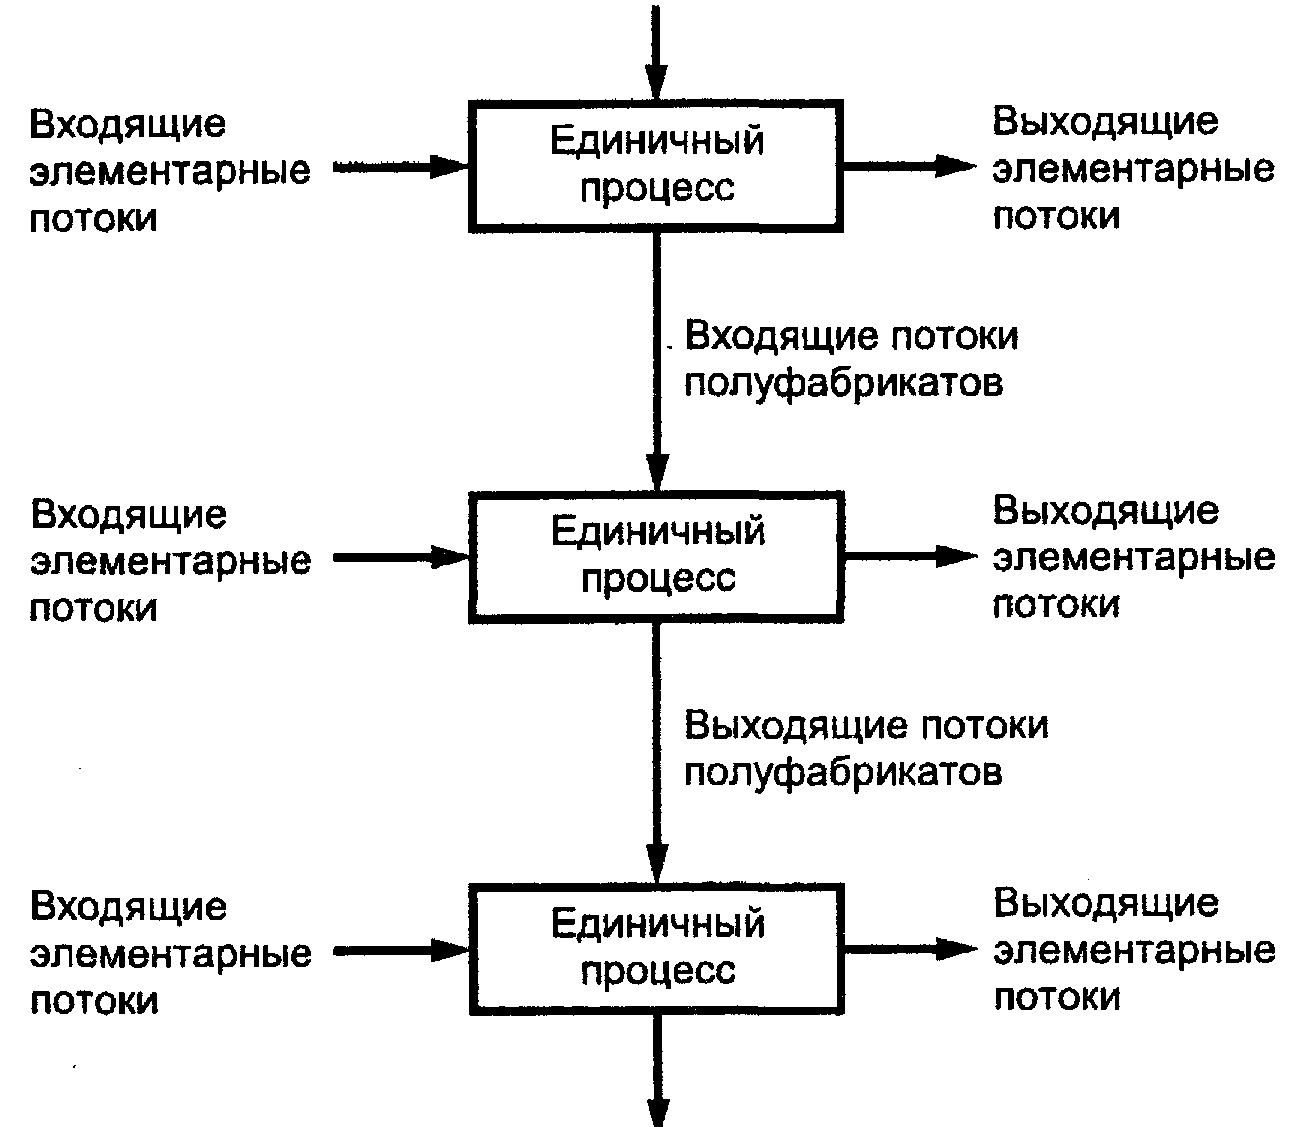 Входящие
элементарные
потоки
Единичный
процесс
Выходящие
элементарные
потоки
Входящие потоки
полуфабрикатов
Входящие
элементарные
потоки
Единичный
процесс
Выходящие
элементарные
потоки
Выходящие потоки
полуфабрикатов
Входящие
элементарные
потоки
Единичный
процесс
Выходящие
элементарные
потоки